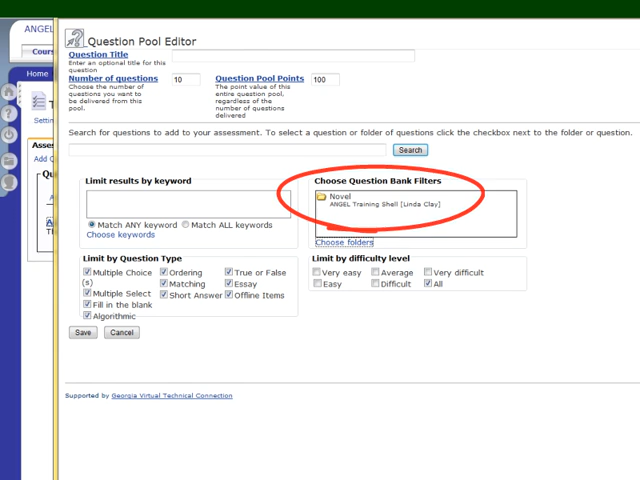 ANGEL
Cours
Home
Settin
Asses
Add Q
Qu
A
Th
Question Pool Editor
Question Title
Enter an optional title for this
question
Number of questions
10
Question Pool Points
100
Choose the number of
questions you want to
be delivered from this
pool.
The point value of this
entire question pool,
regardless of the
number of questions
delivered
Search for questions to add to your assessment. To select a question or folder of questions click the checkbox next to the folder or question.
Search
Limit results by keyword
Match ANY keyword Match ALL keywords
Choose keywords
Choose Question Bank Filters
Novel
ANGEL Training Shell [Linda Clay]
Choose folders
Limit by Question Type
Multiple Choice
(s)
Multiple Select
Fill in the blank
Algorithmic
Ordering
Matching
Short Answer
True or False
Essay
Offline Items
Limit by difficulty level
Very easy Average Very difficult
Easy Difficult All
Save Cancel
Supported by Georgia Virtual Technical Connection